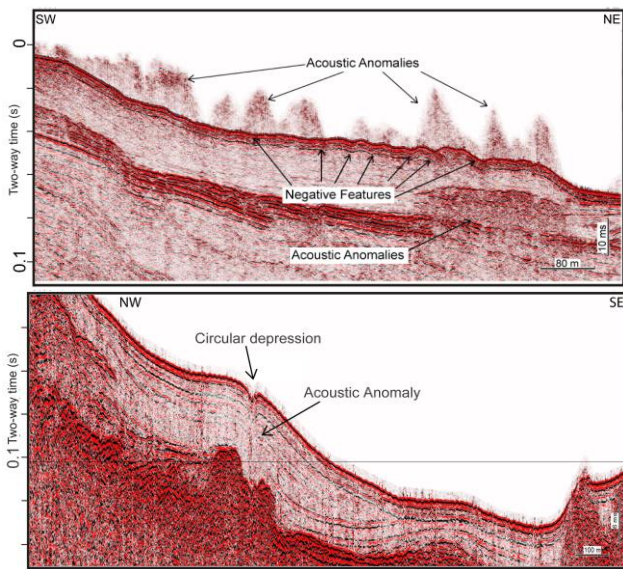 SW
NE
0
Acoustic Anomalies
Two-way time (s)
Negative Features
Acoustic Anomalies
10 ms
80 m
0.1
NW
SE
Circular depression
Acoustic Anomaly
Two-way time (s)
0.1
100 m